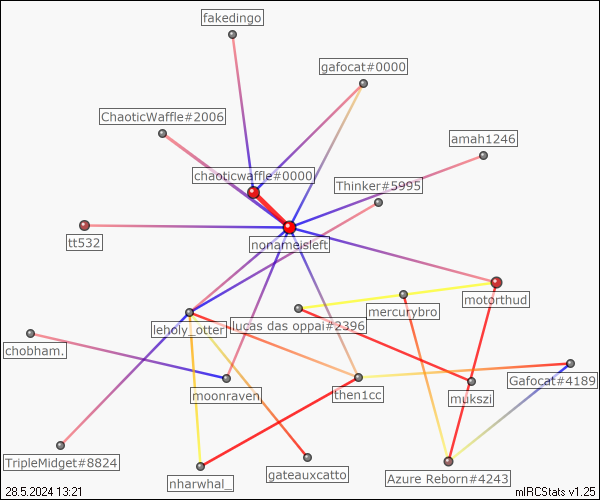 fakedingo
gafocat#0000
ChaoticWaffle#2006
amah1246
chaoticwaffle#0000
Thinker#5995
tt532
nonameisleft
motorthud
mercurybro
leholy_otter
lucas das oppai#2396
chobham.
Gafocat#4189
moonraven
then1cc
mukszi
TripleMidget#8824
gateauxcatto
Azure Reborn#4243
nharwhal_
28.5.2024 13:21
mIRCStats v1.25